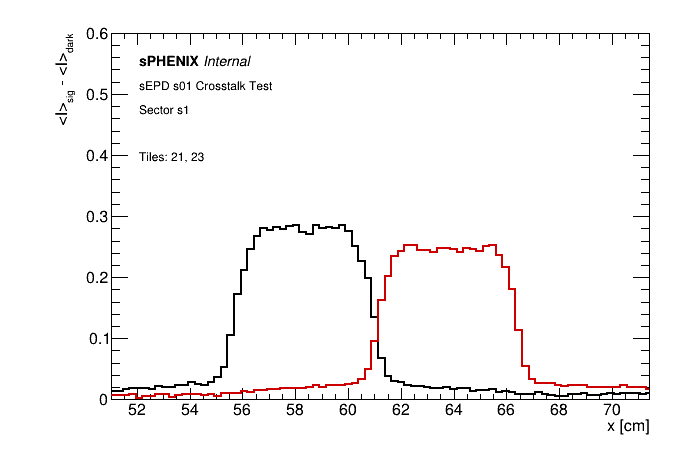 0.6
sPHENIX Internal
<I>sig - <I>dark
sEPD s01 Crosstalk Test
0.5
Sector s1
0.4
Tiles: 21, 23
0.3
0.2
0.1
0
52 54 56 58 60 62 64 66 68 70
x [cm]